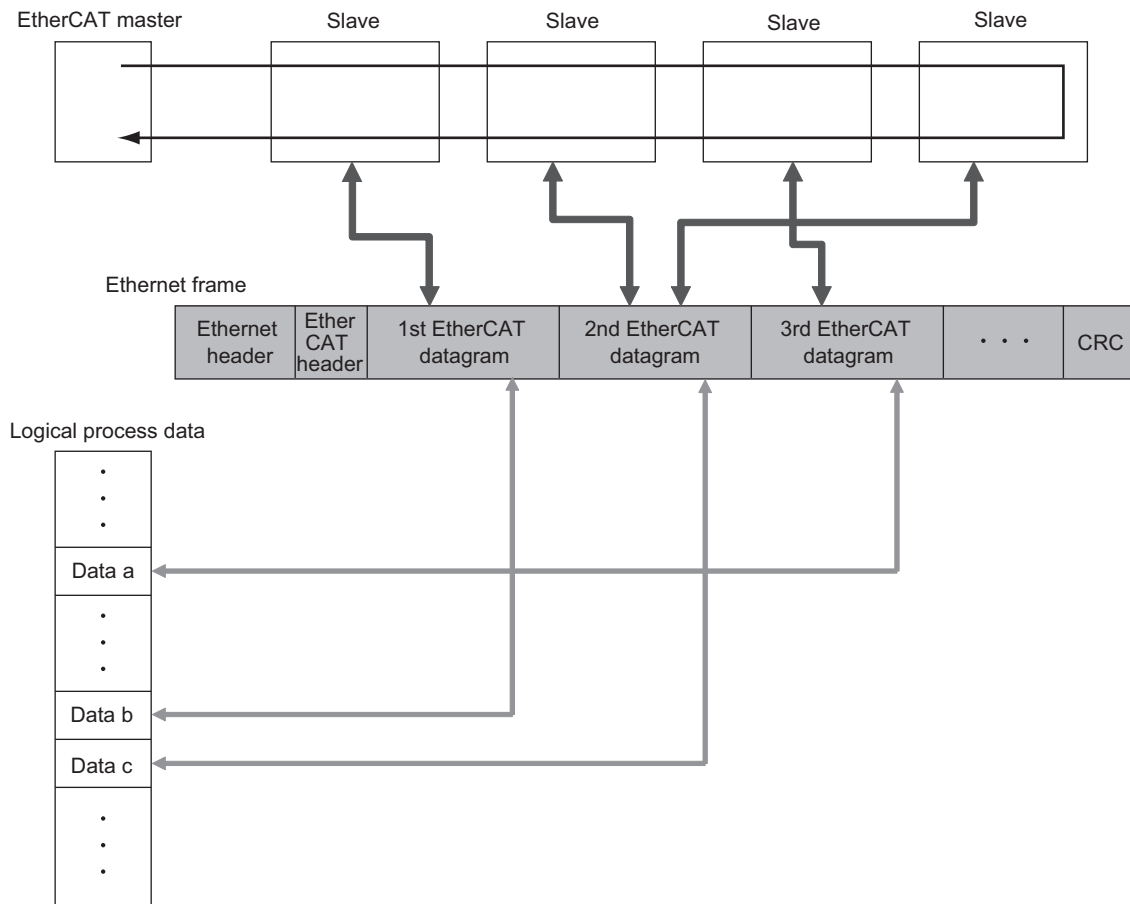 EtherCAT master
Slave
Slave
Slave
Slave
Ethernet frame
Ethernet
header
Ether
CAT
header
1st EtherCAT
datagram
2nd EtherCAT
datagram
3rd EtherCAT
datagram
· · ·
CRC
Logical process data
Data a
Data b
Data c